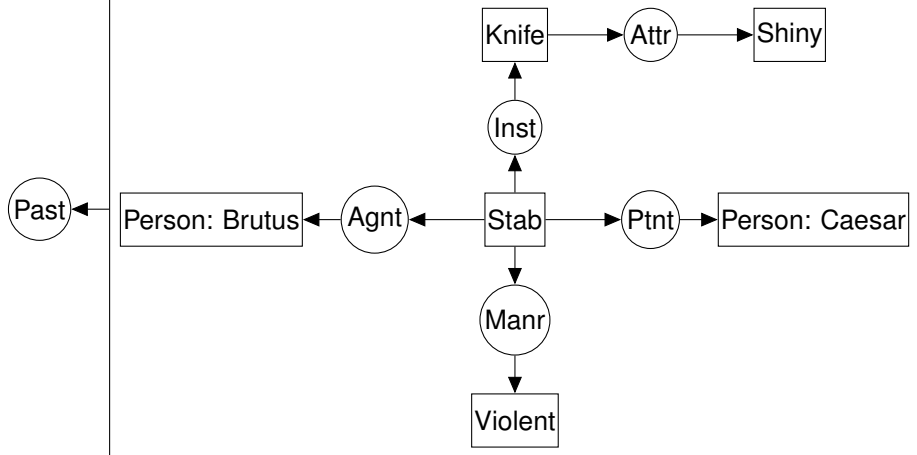 Knife
Attr
Shiny
Inst
Past
Person: Brutus
Agnt
Stab
Ptnt
Person: Caesar
Manr
Violent